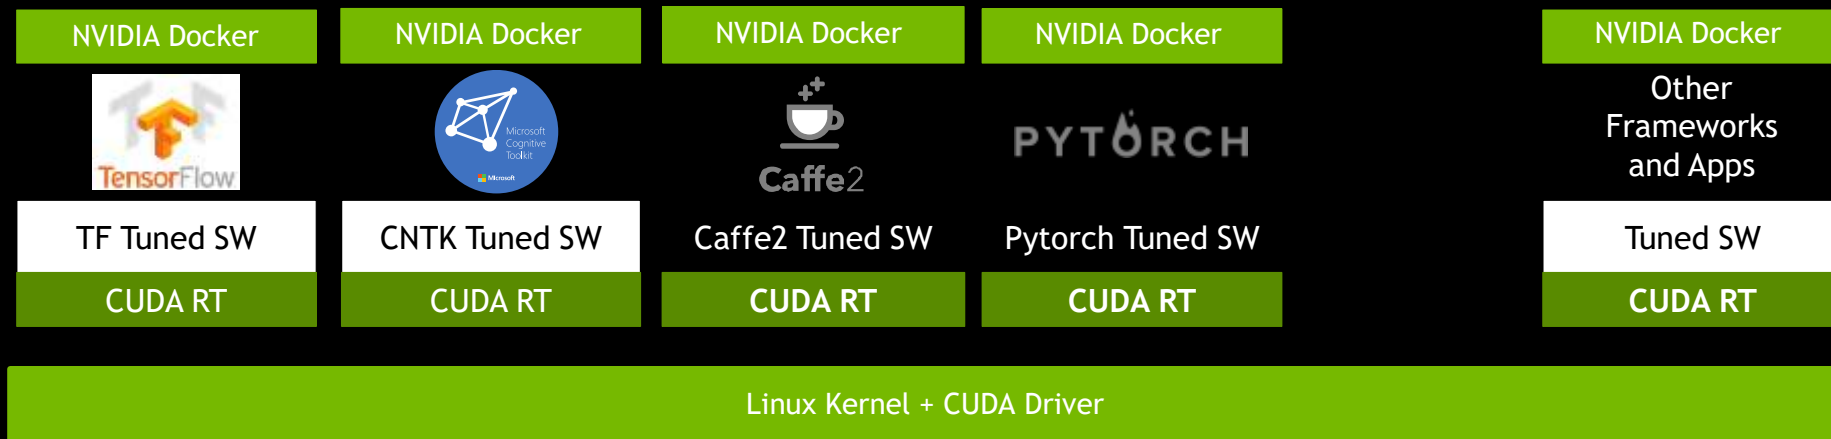 NVIDIA Docker
NVIDIA Docker
NVIDIA Docker
NVIDIA Docker
NVIDIA Docker
TensorFlow
Microsoft
Cognitive
Toolkit
Microsoft
Caffe2
PYTORCH
Other
Frameworks
and Apps
TF Tuned SW
CNTK Tuned SW
Caffe2 Tuned SW
Pytorch Tuned SW
Tuned SW
CUDA RT
CUDA RT
CUDA RT
CUDA RT
CUDA RT
Linux Kernel + CUDA Driver